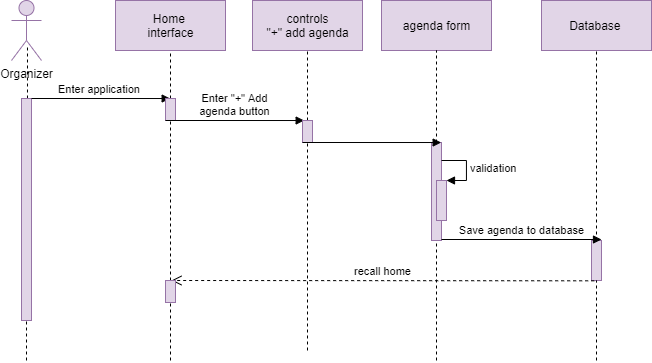 Organizer
Home
interface
controls
"+" add agenda
agenda form
Database
Enter application
Enter "+" Add
agenda button
validation
Save agenda to database
recall home